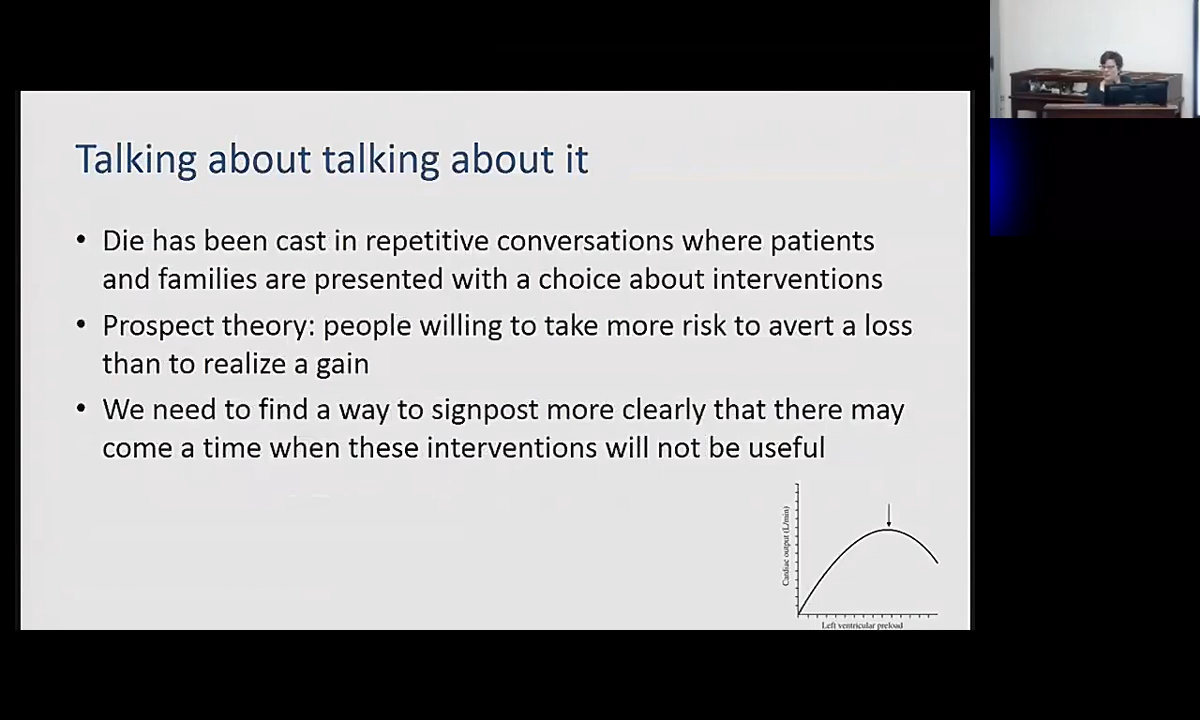 Talking about talking about it
• Die has been cast in repetitive conversations where patients
and families are presented with a choice about interventions
• Prospect theory: people willing to take more risk to avert a loss
than to realize a gain
• We need to find a way to signpost more clearly that there may
come a time when these interventions will not be useful
Cardiac output (L/min)
Left ventricular preload